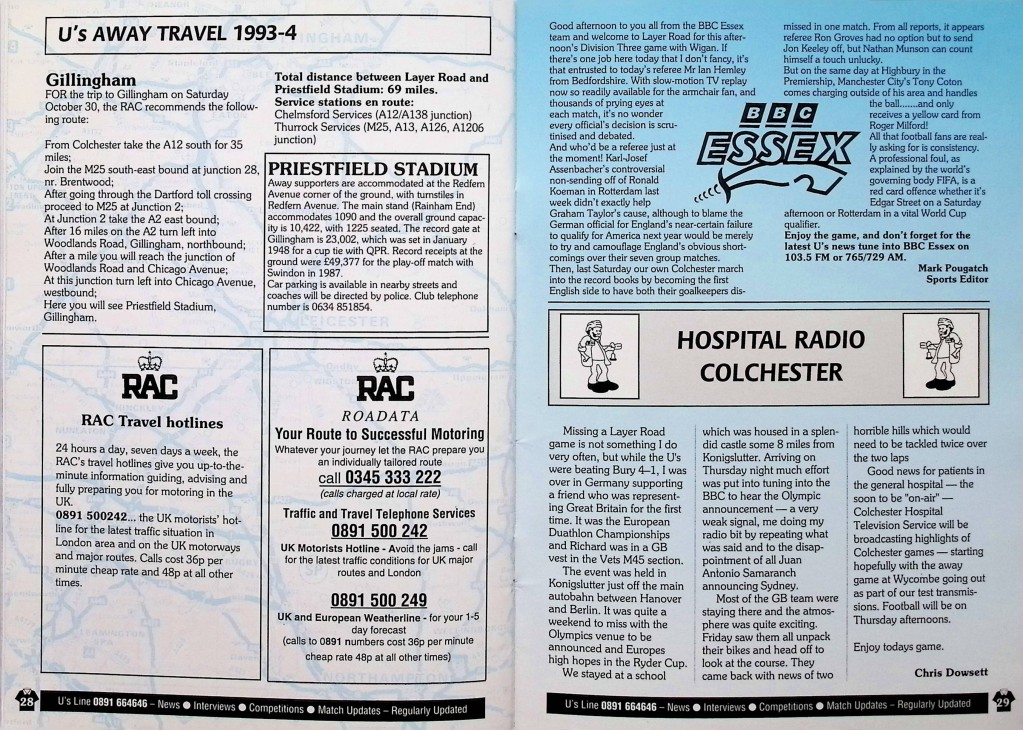 U's AWAY TRAVEL 1993-4
Gillingham
FOR the trip to Gillingham on Saturday
October 30, the RAC recommends the follow-
ing route:
From Colchester take the A12 south for 35
miles;
Join the M25 south-east bound at junction 28,
nr. Brentwood;
After going through the Dartford toll crossing
proceed to M25 at Junction 2;
At Junction 2 take the A2 east bound;
After 16 miles on the A2 turn left into
Woodlands Road, Gillingham, northbound;
After a mile you will reach the junction of
Woodlands Road and Chicago Avenue;
At this junction turn left into Chicago Avenue,
westbound;
Here you will see Priestfield Stadium,
Gillingham.
Total distance between Layer Road and
Priestfield Stadium: 69 miles.
Service stations en route:
Chelmsford Services (A12/A138 junction)
Thurrock Services (M25, A13, A126, A1206
junction)
PRIESTFIELD STADIUM
Away supporters are accommodated at the Redfern
Avenue corner of the ground, with turnstiles in
Redfern Avenue. The main stand (Rainham End)
accommodates 1090 and the overall ground capac-
ity is 10,422, with 1225 seated. The record gate at
Gillingham is 23,002, which was set in January
1948 for a cup tie with QPR. Record receipts at the
ground were £49,377 for the play-off match with
Swindon in 1987.
Car parking is available in nearby streets and
coaches will be directed by police. Club telephone
number is 0634 851854.
RAC
RAC Travel hotlines
24 hours a day, seven days a week, the
RAC's travel hotlines give you up-to-the-
minute information guiding, advising and
fully preparing you for motoring in the
UK.
0891 500242... the UK motorists' hot-
line for the latest traffic situation in
London area and on the UK motorways
and major routes. Calls cost 36p per
minute cheap rate and 48p at all other
times.
RAC
ROADATA
Your Route to Successful Motoring
Whatever your journey let the RAC prepare you
an individually tailored route
call 0345 333 222
(calls charged at local rate)
Traffic and Travel Telephone Services
0891 500 242
UK Motorists Hotline - Avoid the jams - call
for the latest traffic conditions for UK major
routes and London
0891 500 249
UK and European Weatherline - for your 1-5
day forecast
(calls to 0891 numbers cost 36p per minute
cheap rate 48p at all other times)
28
U's Line 0891 664646 – News ● Interviews ● Competitions ● Match Updates – Regularly Updated
Good afternoon to you all from the BBC Essex
team and welcome to Layer Road for this after-
noon's Division Three game with Wigan. If
there's one job here today that I don't fancy, it's
that entrusted to today's referee Mr Ian Hemley
from Bedfordshire. With slow-motion TV replay
now so readily available for the armchair fan, and
thousands of prying eyes at
each match, it's no wonder
every official's decision is scru-
tinised and debated.
And who'd be a referee just at
the moment! Karl-Josef
Assenbacher's controversial
non-sending off of Ronald
Koeman in Rotterdam last
week didn't exactly help
Graham Taylor's cause, although to blame the
German official for England's near-certain failure
to qualify for America next year would be merely
to try and camouflage England's obvious short-
comings over their seven group matches.
Then, last Saturday our own Colchester march
into the record books by becoming the first
English side to have both their goalkeepers dis-
BBC
ESSEX
missed in one match. From all reports, it appears
referee Ron Groves had no option but to send
Jon Keeley off, but Nathan Munson can count
himself a touch unlucky.
But on the same day at Highbury in the
Premiership, Manchester City's Tony Coton
comes charging outside of his area and handles
the ball.......and only
receives a yellow card from
Roger Milford!
All that football fans are real-
ly asking for is consistency.
A professional foul, as
explained by the world's
governing body FIFA, is a
red card offence whether it's
Edgar Street on a Saturday
afternoon or Rotterdam in a vital World Cup
qualifier.
Enjoy the game, and don't forget for the
latest U's news tune into BBC Essex on
103.5 FM or 765/729 AM.
Mark Pougatch
Sports Editor
HOSPITAL RADIO
COLCHESTER
Missing a Layer Road
game is not something I do
very often, but while the U's
were beating Bury 4–1, I was
over in Germany supporting
a friend who was represent-
ing Great Britain for the first
time. It was the European
Duathlon Championships
and Richard was in a GB
vest in the Vets M45 section.
The event was held in
Konigslutter just off the main
autobahn between Hanover
and Berlin. It was quite a
weekend to miss with the
Olympics venue to be
announced and Europes
high hopes in the Ryder Cup.
We stayed at a school
which was housed in a splen-
did castle some 8 miles from
Konigslutter. Arriving on
Thursday night much effort
was put into tuning into the
BBC to hear the Olympic
announcement — a very
weak signal, me doing my
radio bit by repeating what
was said and to the disap-
pointment of all Juan
Antonio Samaranch
announcing Sydney.
Most of the GB team were
staying there and the atmos-
phere was quite exciting.
Friday saw them all unpack
their bikes and head off to
look at the course. They
came back with news of two
horrible hills which would
need to be tackled twice over
the two laps
Good news for patients in
the general hospital — the
soon to be "on-air" —
Colchester Hospital
Television Service will be
broadcasting highlights of
Colchester games — starting
hopefully with the away
game at Wycombe going out
as part of our test transmis-
sions. Football will be on
Thursday afternoons.
Enjoy todays game.
Chris Dowsett
U's Line 0891 664646 – News ● Interviews ● Competitions ● Match Updates – Regularly Updated
29